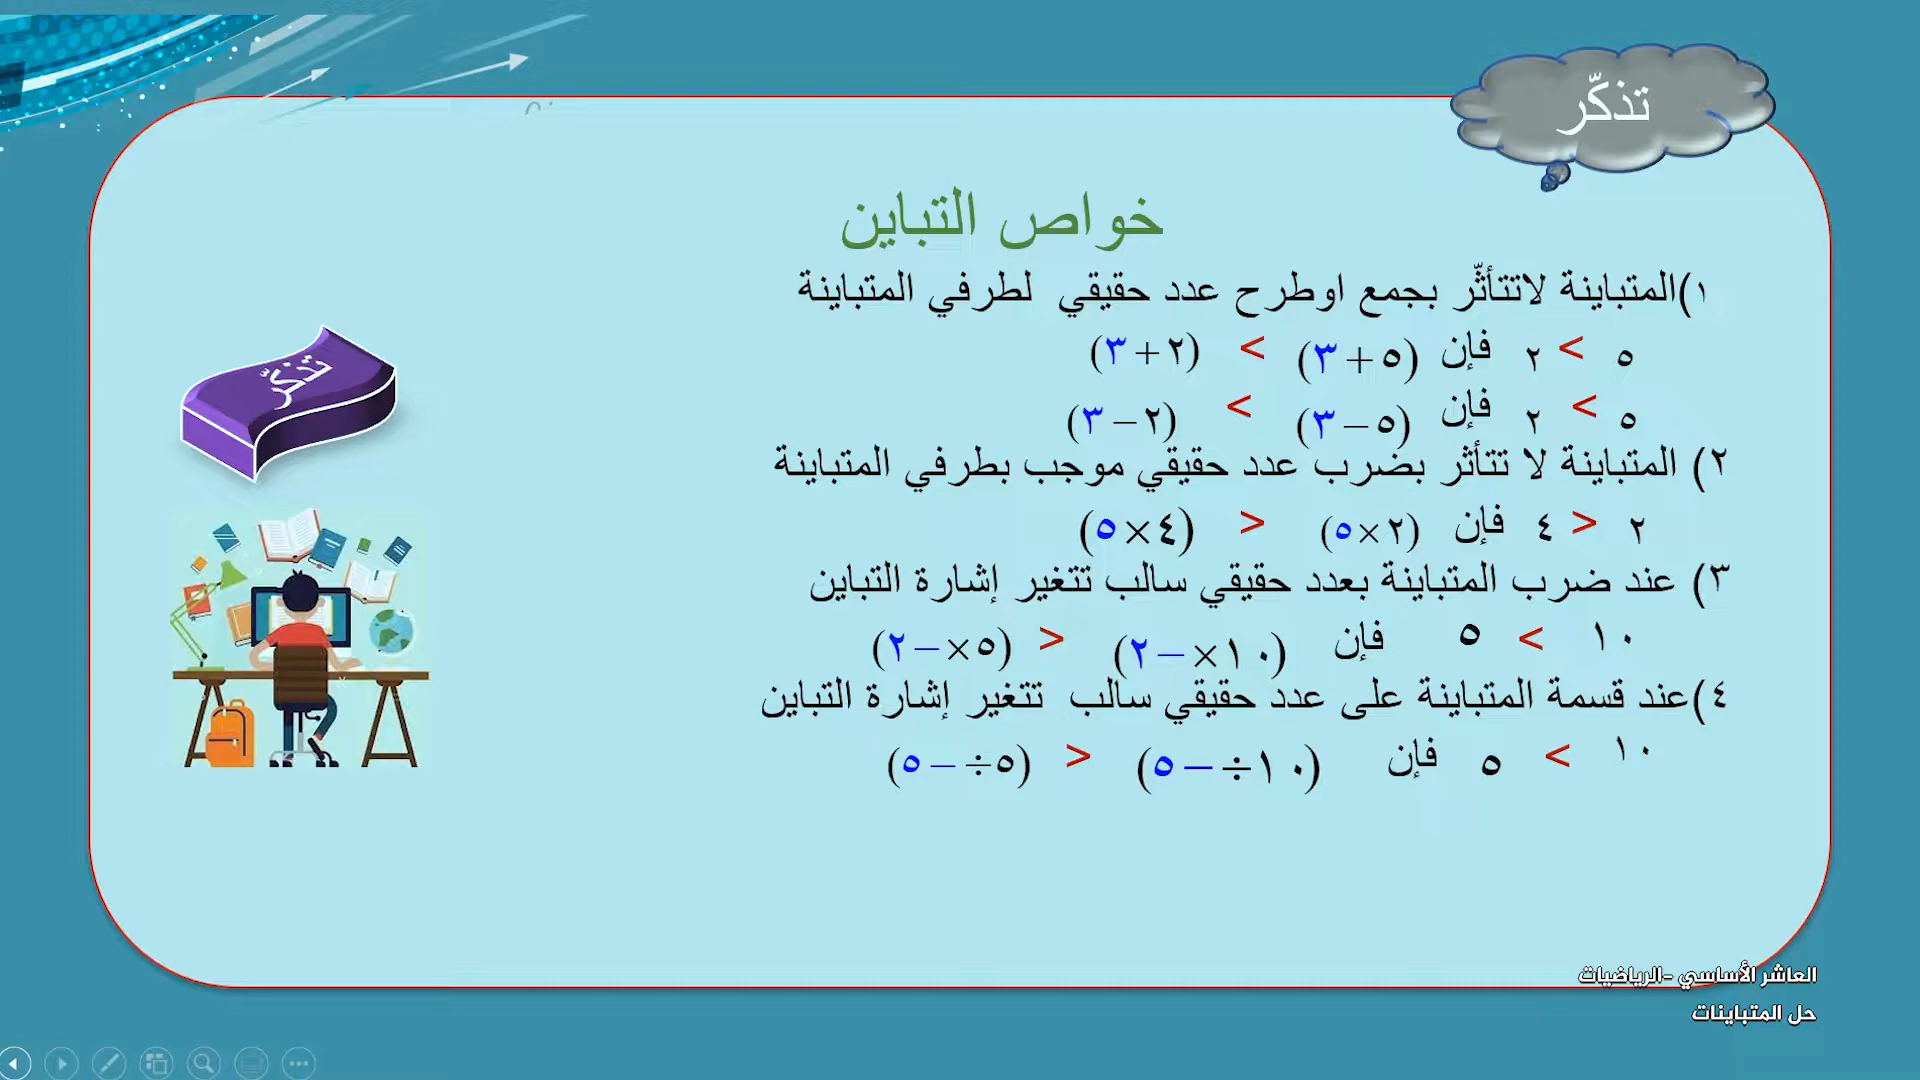 تذكّر
خواص التباين
١)المتباينة لاتتأثّر بجمع اوطرح عدد حقيقي لطرفي المتباينة
٥ > ٢ فإن (٥+٣) > (٢+٣)
٥ > ٢ فإن (٥−٣) > (٢−٣)
٢) المتباينة لا تتأثر بضرب عدد حقيقي موجب بطرفي المتباينة
٢ < ٤ فإن (٢×٥) < (٤×٥)
٣) عند ضرب المتباينة بعدد حقيقي سالب تتغير إشارة التباين
١٠ > ٥ فإن (١٠×−٢) < (٥×−٢)
٤)عند قسمة المتباينة على عدد حقيقي سالب تتغير إشارة التباين
١٠ > ٥ فإن (١٠÷−٥) < (٥÷−٥)
تذكّر
العاشر الأساسي -الرياضيات
حل المتباينات